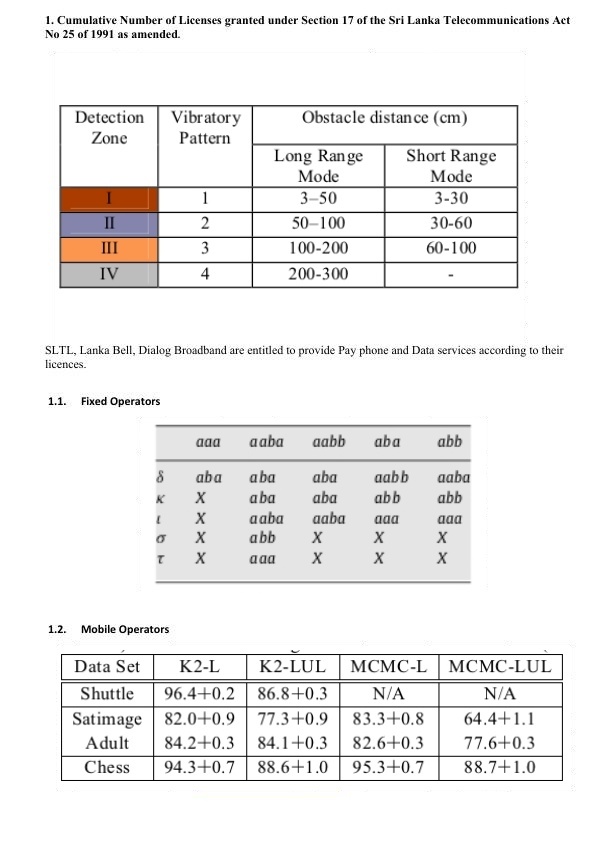 1. Cumulative Number of Licenses granted under Section 17 of the Sri Lanka Telecommunications Act
No 25 of 1991 as amended.
Detection Zone Vibratory Pattern Obstacle distance (cm)
Long Range Mode Short Range Mode
I 1 3–50 3-30
II 2 50–100 30-60
III 3 100-200 60-100
IV 4 200-300 -
SLTL, Lanka Bell, Dialog Broadband are entitled to provide Pay phone and Data services according to their
licences.
1.1. Fixed Operators
aaa aaba aabb aba abb
δ aba aba aba aabb aaba
κ X aba aba abb abb
ι X aaba aaba aaa aaa
σ X abb X X X
τ X aaa X X X
1.2. Mobile Operators
Data Set K2-L K2-LUL MCMC-L MCMC-LUL
Shuttle 96.4+0.2 86.8+0.3 N/A N/A
Satimage 82.0+0.9 77.3+0.9 83.3+0.8 64.4+1.1
Adult 84.2+0.3 84.1+0.3 82.6+0.3 77.6+0.3
Chess 94.3+0.7 88.6+1.0 95.3+0.7 88.7+1.0